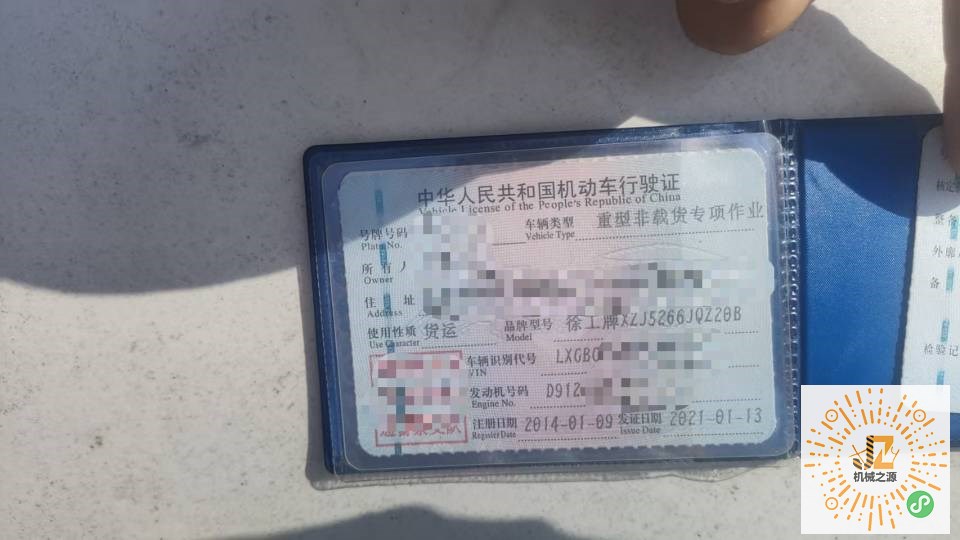 中华人民共和国机动车行驶证
Vehicle License of the People's Republic of China
号牌号码
Plate No.
车辆类型 重型非载货专项作业
Vehicle Type
所有人
Owner
住址
Address
使用性质 货运
Use Character
品牌型号 徐工牌XZJ5266JQZ20B
Model
车辆识别代号 LXGBC
VIN
发动机号码 D912
Engine No.
注册日期 2014-01-09
Register Date
发证日期 2021-01-13
Issue Date
核定
整备
外廓
备
检验记
机械之源